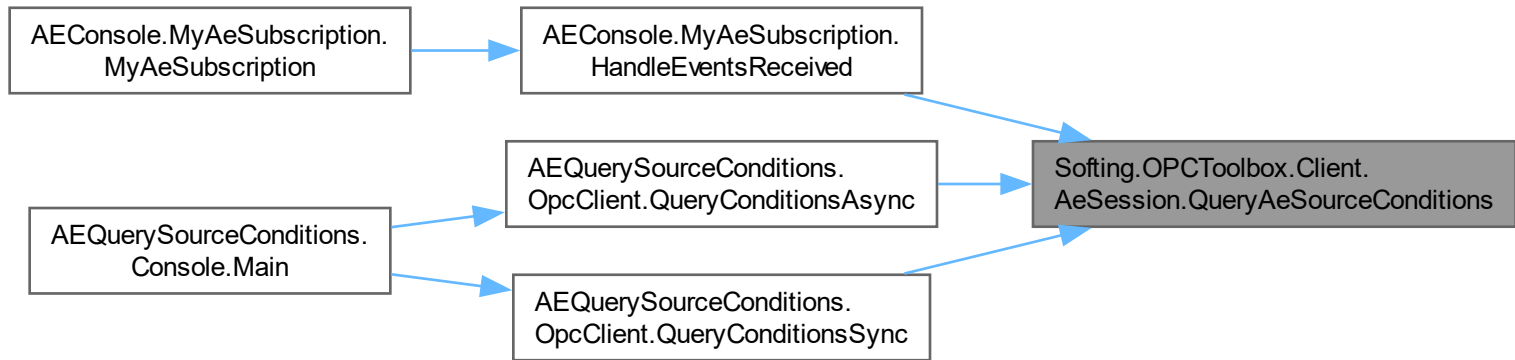 AEConsole.MyAeSubscription.
MyAeSubscription
AEConsole.MyAeSubscription.
HandleEventsReceived
AEQuerySourceConditions.
OpcClient.QueryConditionsAsync
Softing.OPCToolbox.Client.
AeSession.QueryAeSourceConditions
AEQuerySourceConditions.
Console.Main
AEQuerySourceConditions.
OpcClient.QueryConditionsSync